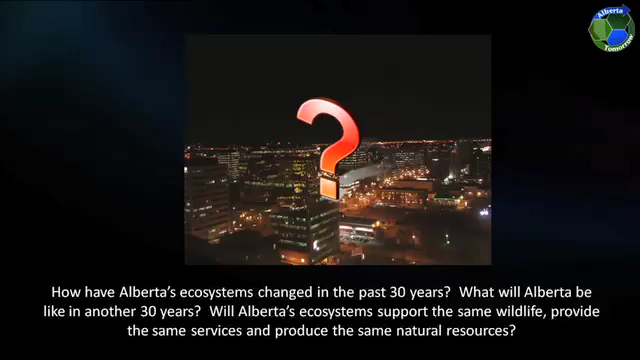 Alberta
Tomorrow
?
How have Alberta's ecosystems changed in the past 30 years? What will Alberta be
like in another 30 years? Will Alberta's ecosystems support the same wildlife, provide
the same services and produce the same natural resources?